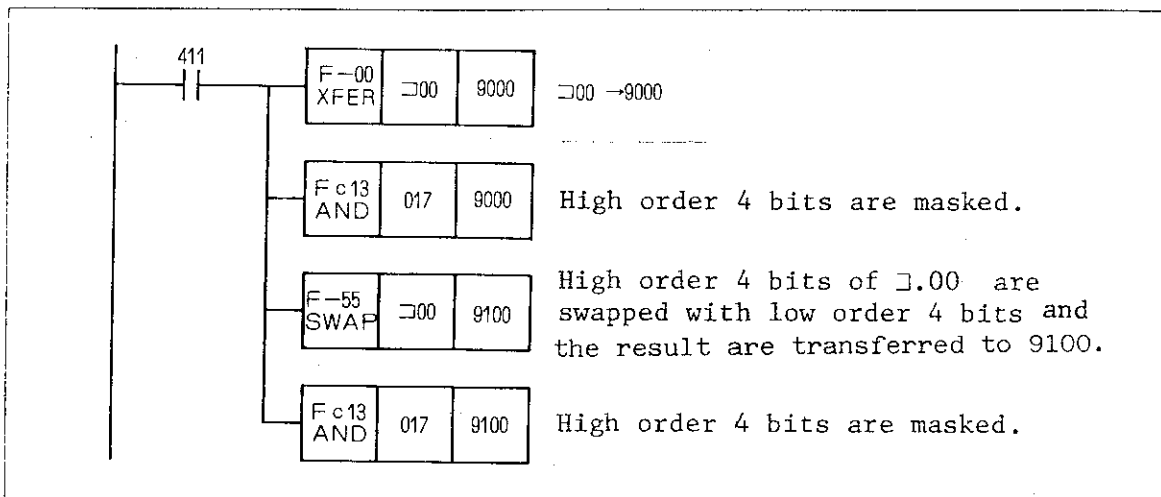 411
F-00 XFER ⊐00 9000 ⊐00 →9000
Fc13 AND 017 9000 High order 4 bits are masked.
F-55 SWAP ⊐00 9100 High order 4 bits of ⊐.00 are
swapped with low order 4 bits and
the result are transferred to 9100.
Fc13 AND 017 9100 High order 4 bits are masked.